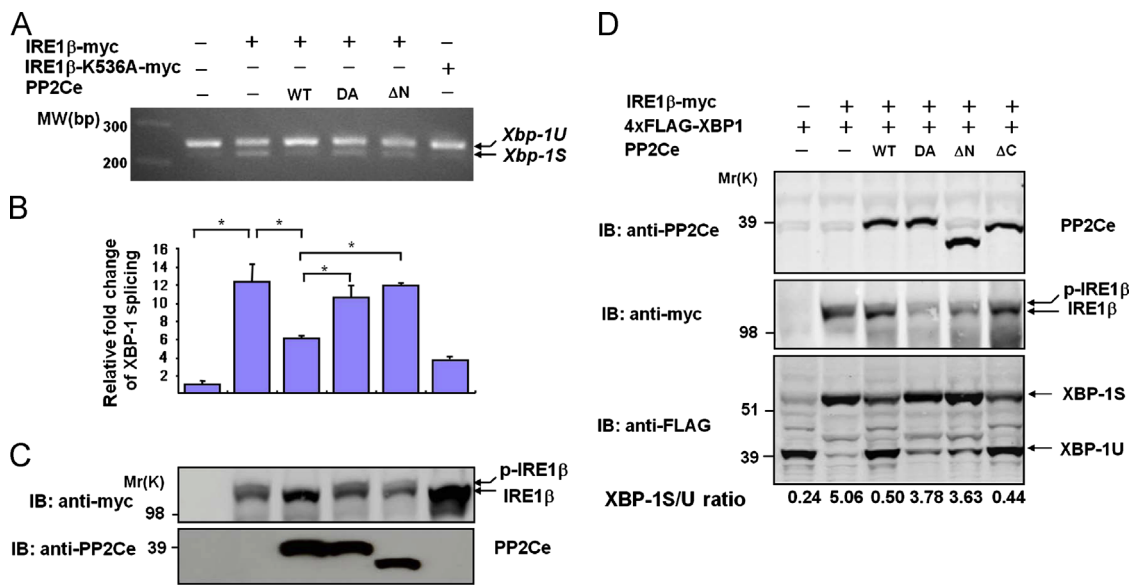 A
IRE1β-myc – + + + + –
IRE1β-K536A-myc – – – – – +
PP2Ce – – WT DA ΔN –
MW(bp)
300
200
Xbp-1U
Xbp-1S
B
Relative fold change
of XBP-1 splicing
16
14
12
10
8
6
4
2
* * * *
C
Mr(K)
IB: anti-myc
98
p-IRE1β
IRE1β
IB: anti-PP2Ce 39 PP2Ce
D
IRE1β-myc – + + + + +
4xFLAG-XBP1 + + + + + +
PP2Ce – – WT DA ΔN ΔC
Mr(K)
39
IB: anti-PP2Ce PP2Ce
p-IRE1β
IB: anti-myc IRE1β
98
XBP-1S
51
IB: anti-FLAG
39 XBP-1U
XBP-1S/U ratio 0.24 5.06 0.50 3.78 3.63 0.44